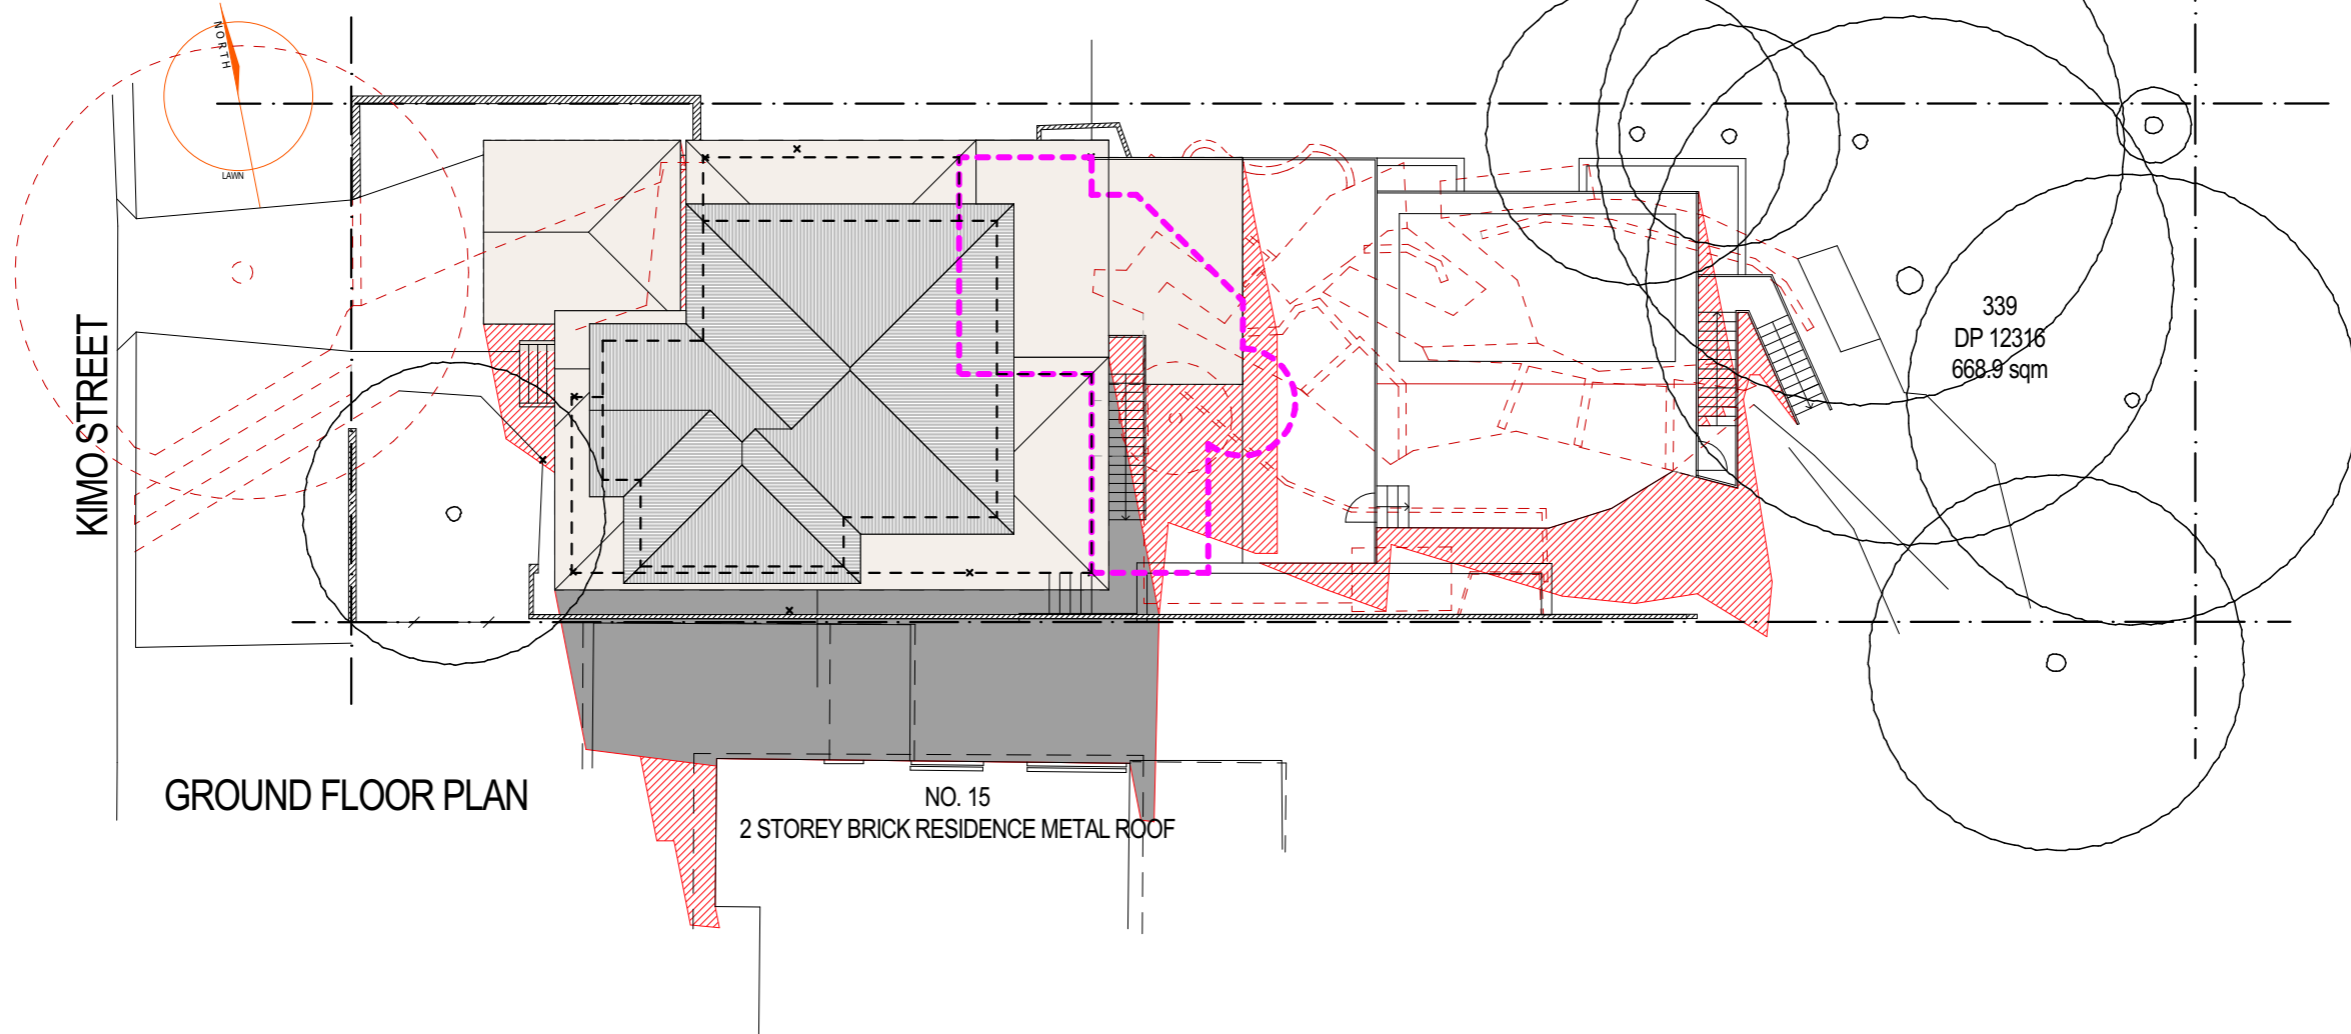 NORTH
LAWN
KIMO STREET
339
DP 12316
668.9 sqm
GROUND FLOOR PLAN
NO. 15
2 STOREY BRICK RESIDENCE METAL ROOF